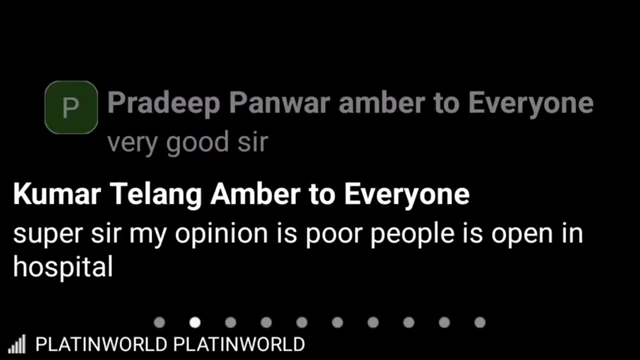 P
Pradeep Panwar amber to Everyone
very good sir
Kumar Telang Amber to Everyone
super sir my opinion is poor people is open in
hospital
PLATINWORLD PLATINWORLD